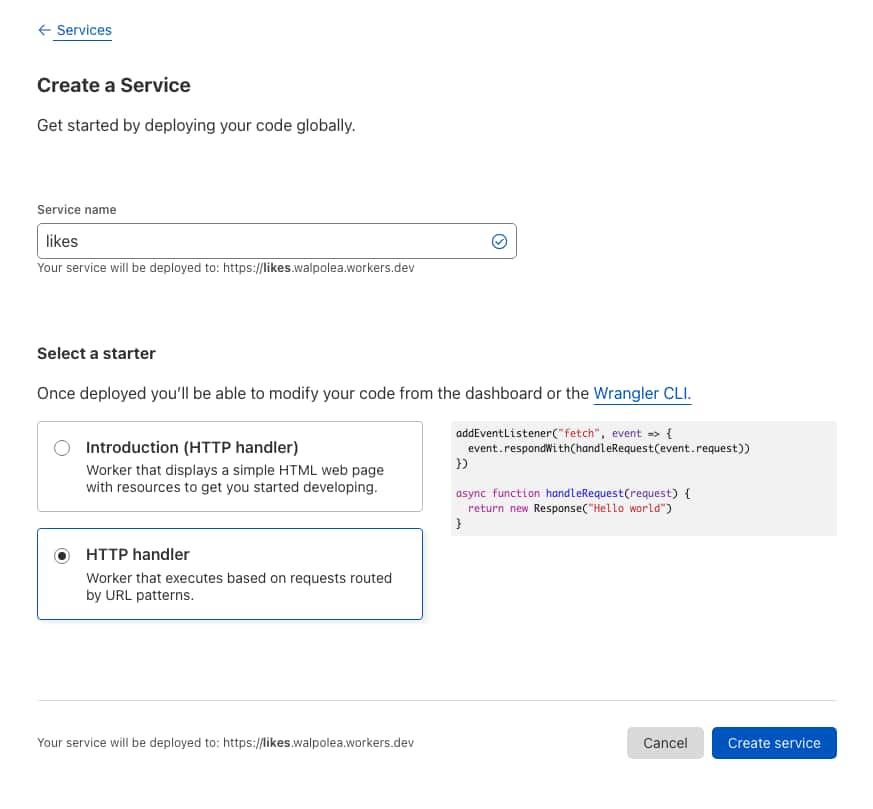 ← Services
Create a Service
Get started by deploying your code globally.
Service name
likes
Your service will be deployed to: https://likes.walpolea.workers.dev
Select a starter
Once deployed you’ll be able to modify your code from the dashboard or the Wrangler CLI.
Introduction (HTTP handler)
Worker that displays a simple HTML web page
with resources to get you started developing.
HTTP handler
Worker that executes based on requests routed
by URL patterns.
addEventListener("fetch", event => {
  event.respondWith(handleRequest(event.request))
})
async function handleRequest(request) {
  return new Response("Hello world")
}
Your service will be deployed to: https://likes.walpolea.workers.dev
Cancel
Create service